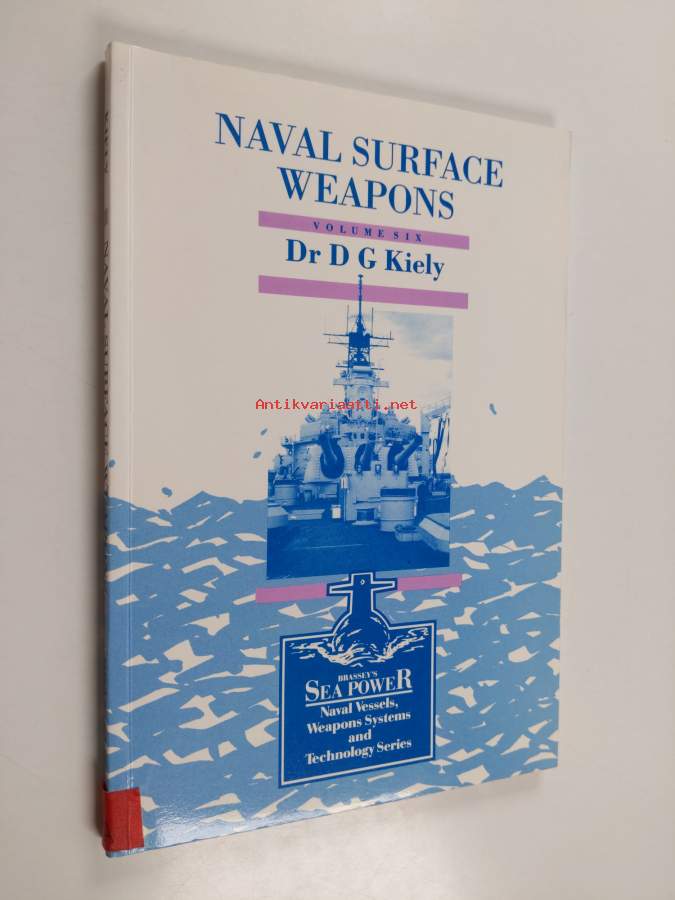 NAVAL SURFACE
WEAPONS
VOLUME SIX
Dr D G Kiely
Antikvariaatti.net
BRASSEY'S
SEA POWER
Naval Vessels,
Weapons Systems
and
Technology Series